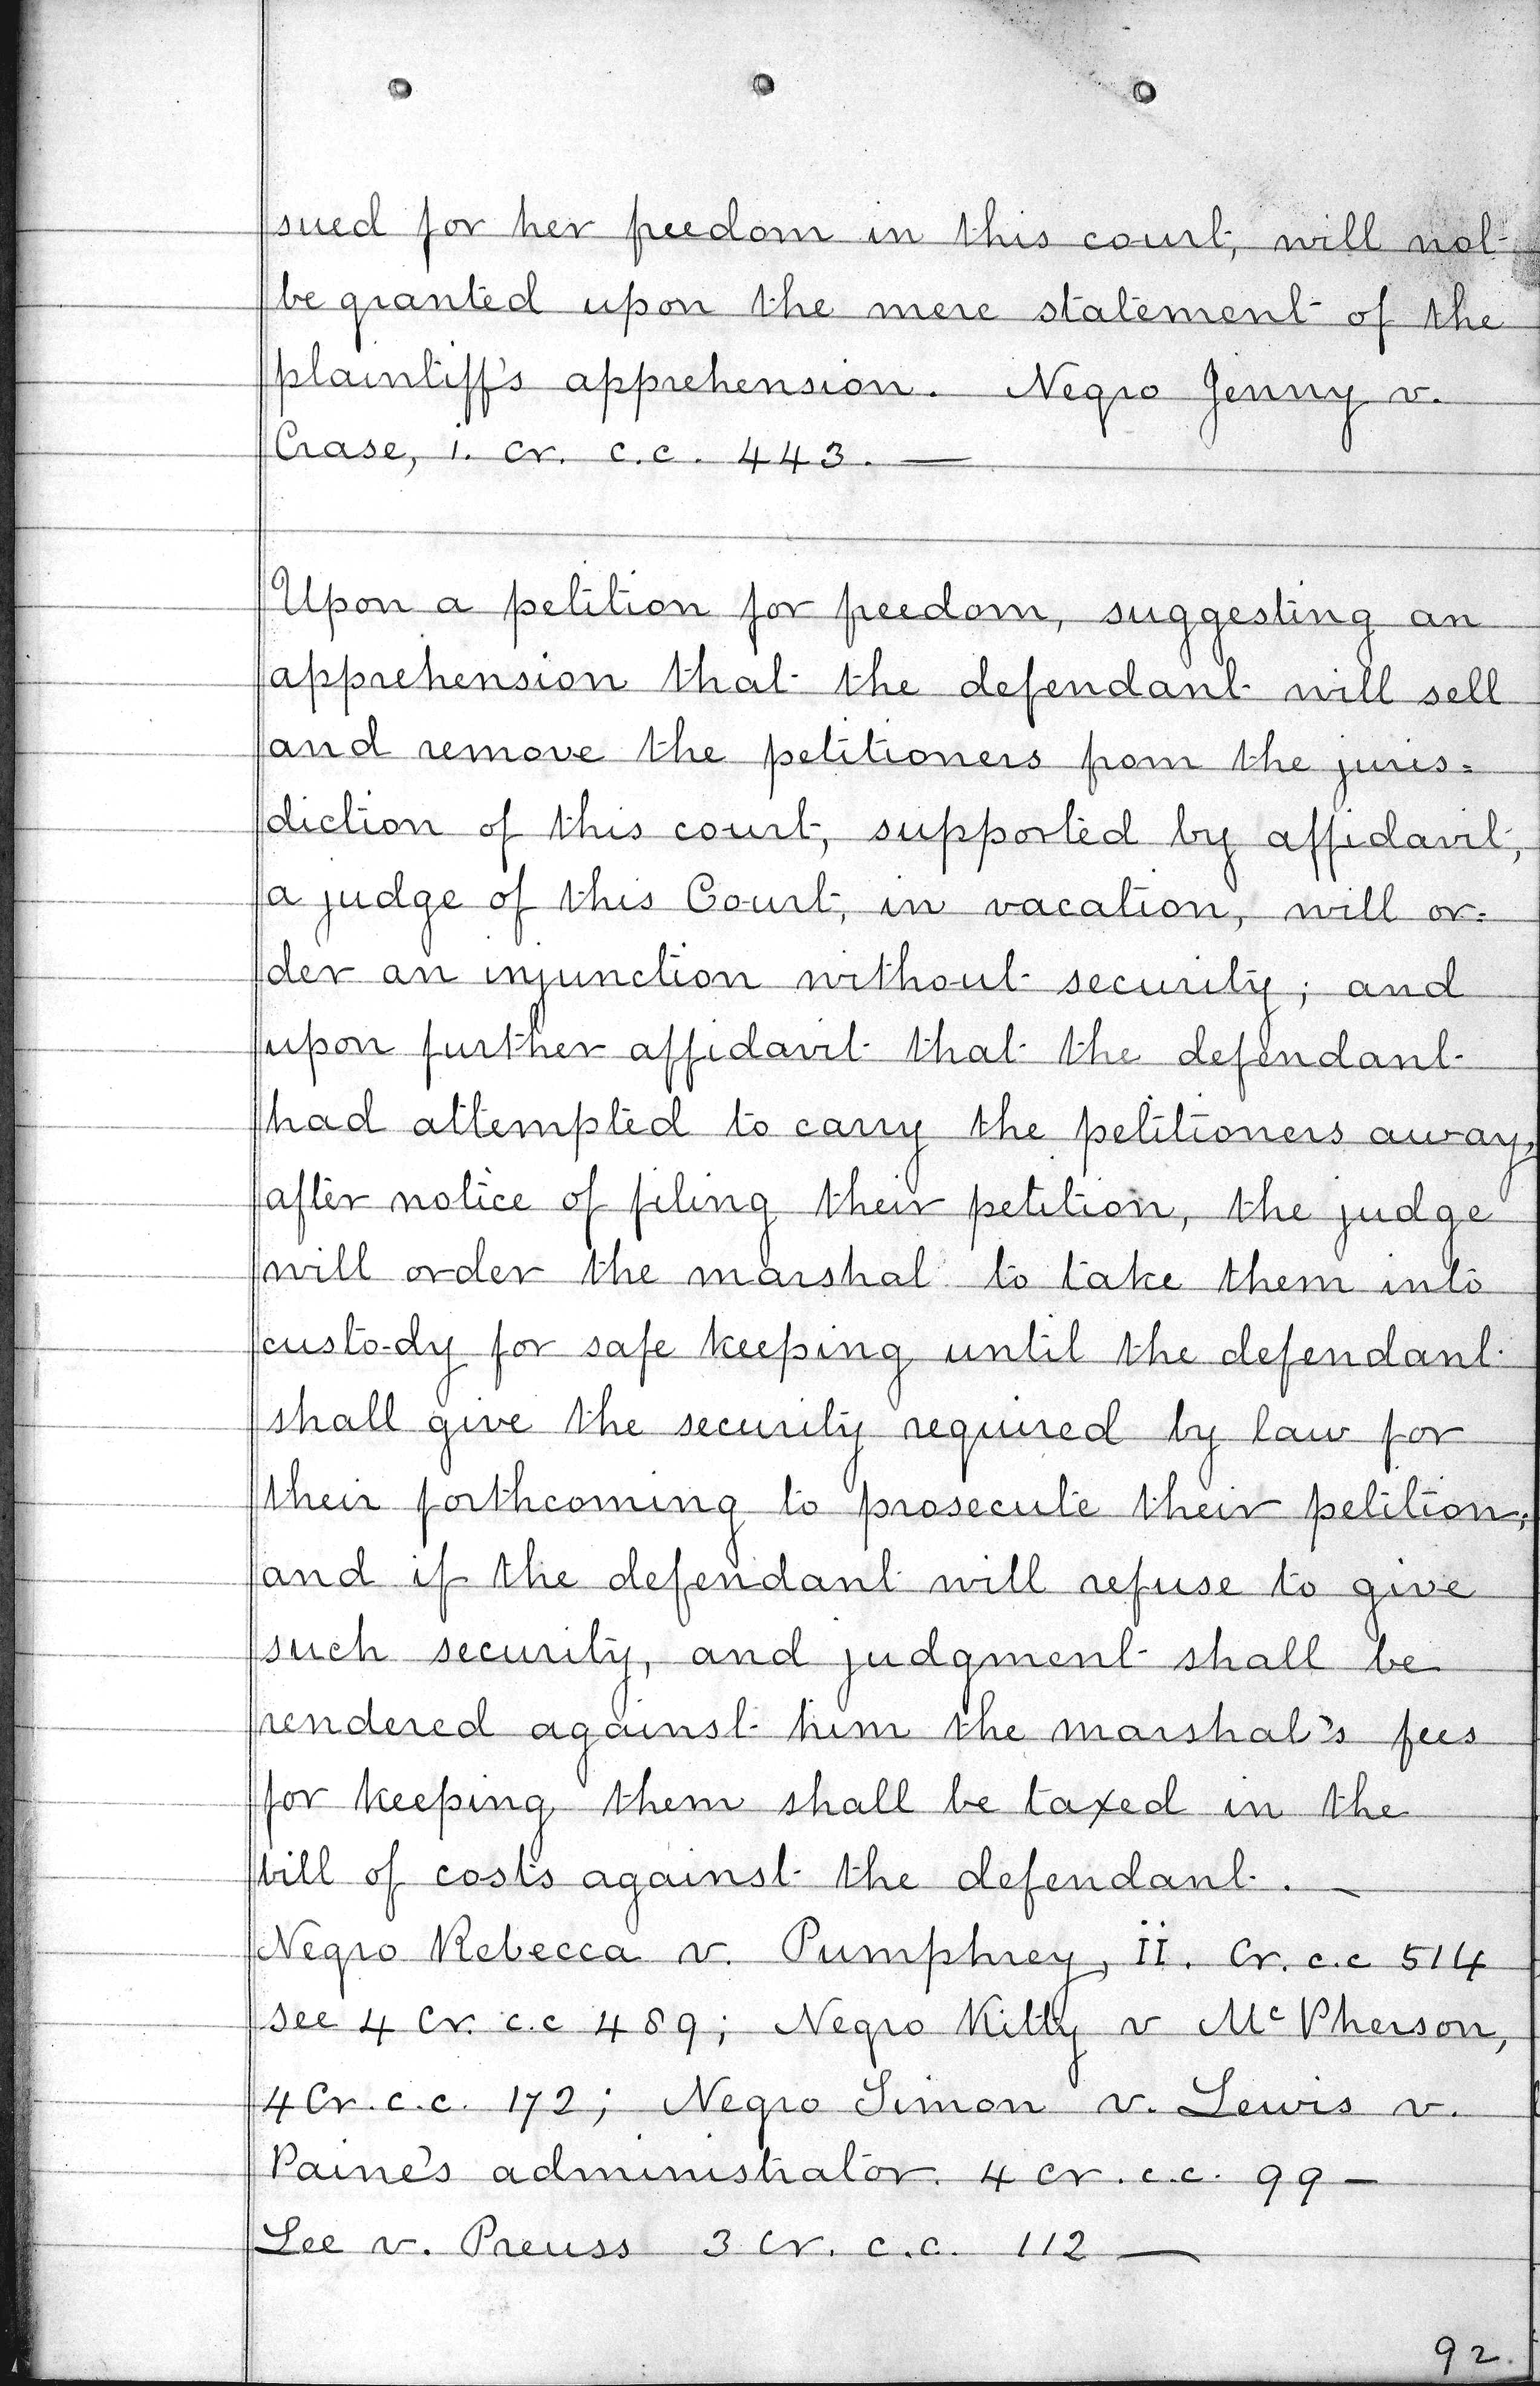 sued for her freedom in this court, will not
be granted upon the mere statement of the
plaintiff's apprehension. Negro Jenny v.
Crase, i. cr. c.c. 443. —
Upon a petition for freedom, suggesting an
apprehension that the defendant will sell
and remove the petitioners from the juris=
diction of this court, supported by affidavit,
a judge of this Court, in vacation, will or=
der an injunction without security; and
upon further affidavit that the defendant
had attempted to carry the petitioners away,
after notice of filing their petition, the judge
will order the marshal to take them into
custody for safe keeping until the defendant
shall give the security required by law for
their forthcoming to prosecute their petition;
and if the defendant will refuse to give
such security, and judgment shall be
rendered against him the marshal's fees
for keeping them shall be taxed in the
bill of costs against the defendant. —
Negro Rebecca v. Pumphrey, ii. Cr. c.c 514
see 4 Cr. c.c 489; Negro Kitty v Mc Pherson,
4 Cr. c.c. 172; Negro Simon v. Lewis v.
Paine's administrator. 4 cr. c.c. 99 —
Lee v. Preuss 3 Cr. c.c. 112 —
92.